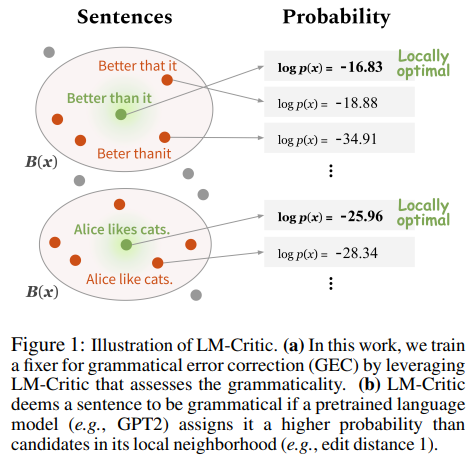 Sentences
Probability
Better that it
Better than it
Beter thanit
B(x)
log p(x) = -16.83
Locally optimal
log p(x) = -18.88
log p(x) = -34.91
⋮
Alice likes cats.
Alice like cats.
B(x)
log p(x) = -25.96
Locally optimal
log p(x) = -28.34
⋮
Figure 1: Illustration of LM-Critic. (a) In this work, we train
a fixer for grammatical error correction (GEC) by leveraging
LM-Critic that assesses the grammaticality. (b) LM-Critic
deems a sentence to be grammatical if a pretrained language
model (e.g., GPT2) assigns it a higher probability than
candidates in its local neighborhood (e.g., edit distance 1).